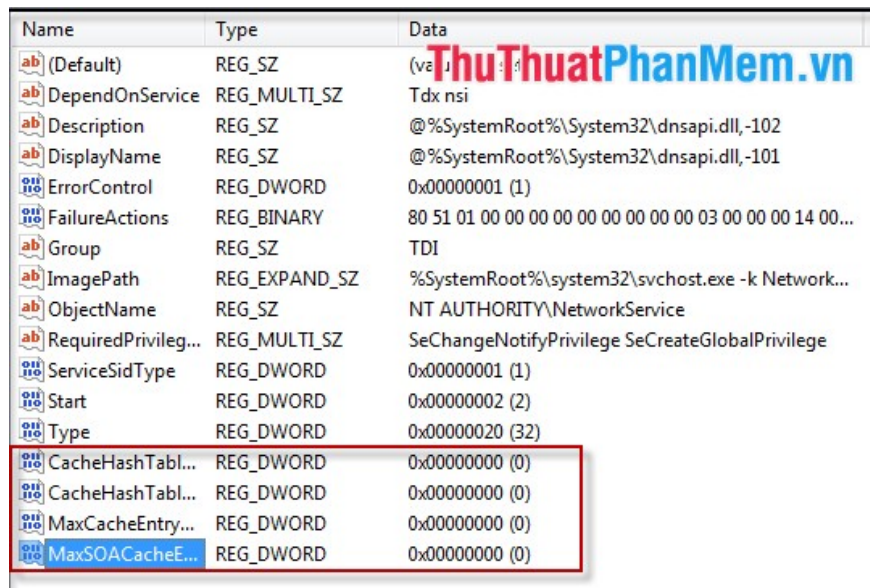 Name Type Data
ThuThuatPhanMem.vn
(Default) REG_SZ
DependOnService REG_MULTI_SZ Tdx nsi
Description REG_SZ @%SystemRoot%\System32\dnsapi.dll,-102
DisplayName REG_SZ @%SystemRoot%\System32\dnsapi.dll,-101
ErrorControl REG_DWORD 0x00000001 (1)
FailureActions REG_BINARY 80 51 01 00 00 00 00 00 00 00 00 00 03 00 00 00 14 00...
Group REG_SZ TDI
ImagePath REG_EXPAND_SZ %SystemRoot%\system32\svchost.exe -k Network...
ObjectName REG_SZ NT AUTHORITY\NetworkService
RequiredPrivileg... REG_MULTI_SZ SeChangeNotifyPrivilege SeCreateGlobalPrivilege
ServiceSidType REG_DWORD 0x00000001 (1)
Start REG_DWORD 0x00000002 (2)
Type REG_DWORD 0x00000020 (32)
CacheHashTabl... REG_DWORD 0x00000000 (0)
CacheHashTabl... REG_DWORD 0x00000000 (0)
MaxCacheEntry... REG_DWORD 0x00000000 (0)
MaxSOACacheE... REG_DWORD 0x00000000 (0)